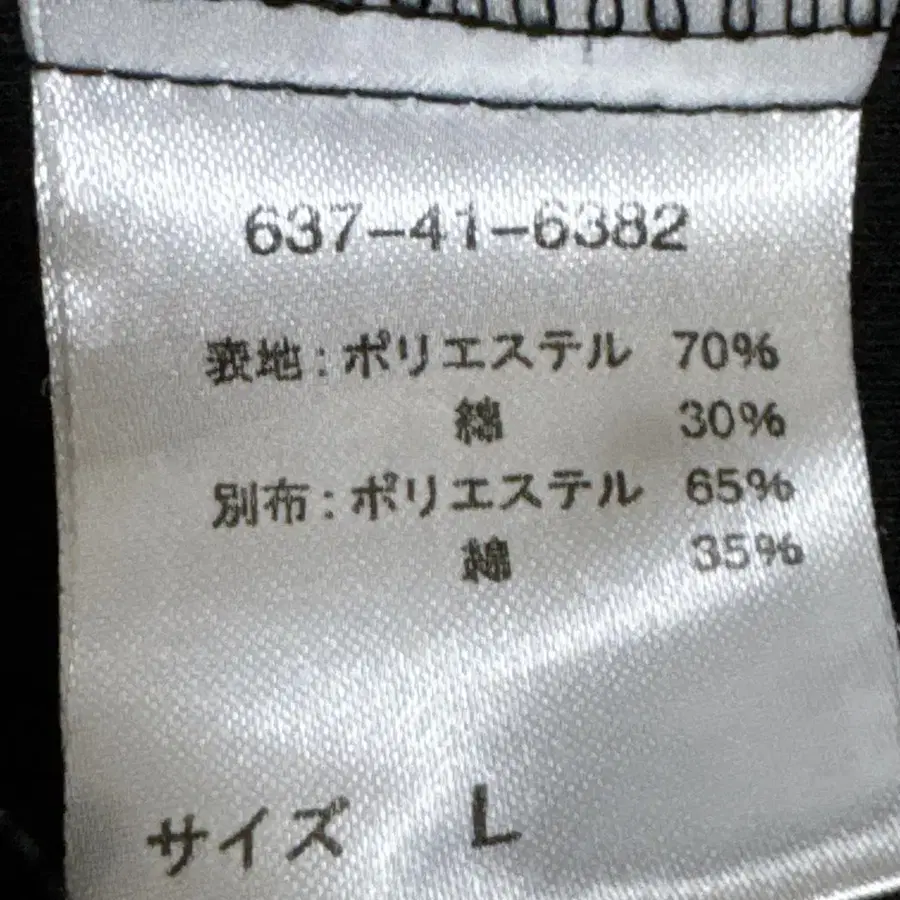 637-41-6382
表地:ポリエステル 70%
綿 30%
別布:ポリエステル 65%
綿 35%
サイズ L